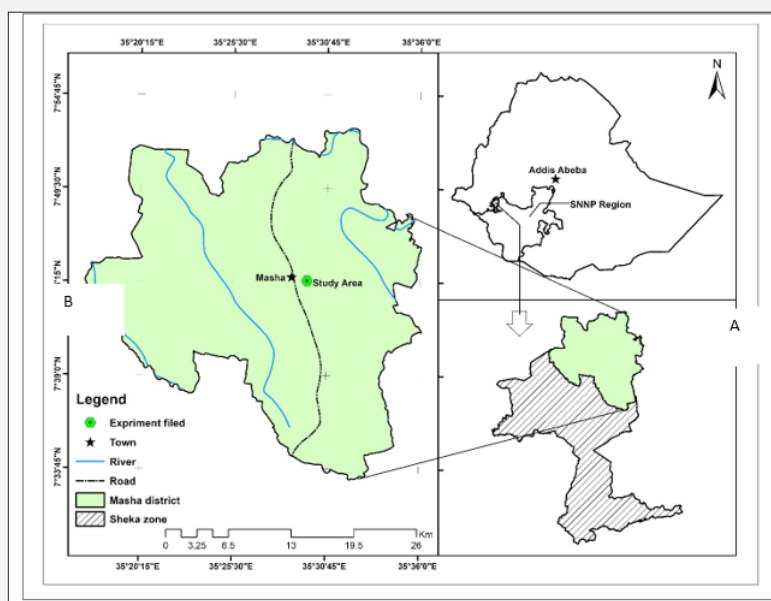 35°20'15"E 35°25'30"E 35°30'45"E 35°36'0"E
7°54'45"N
7°49'30"N
1'15"N
7°39'0"N
7°33'45"N
B
Masha
Study Area
Legend
Expriment filed
Town
River
Road
Masha district
Sheka zone
Km
0 3.25 6.5 13 19.5 26
35°20'15"E 35°25'30"E 35°30'45"E 35°36'0"E
N
Addis Abeba
SNNP Region
A